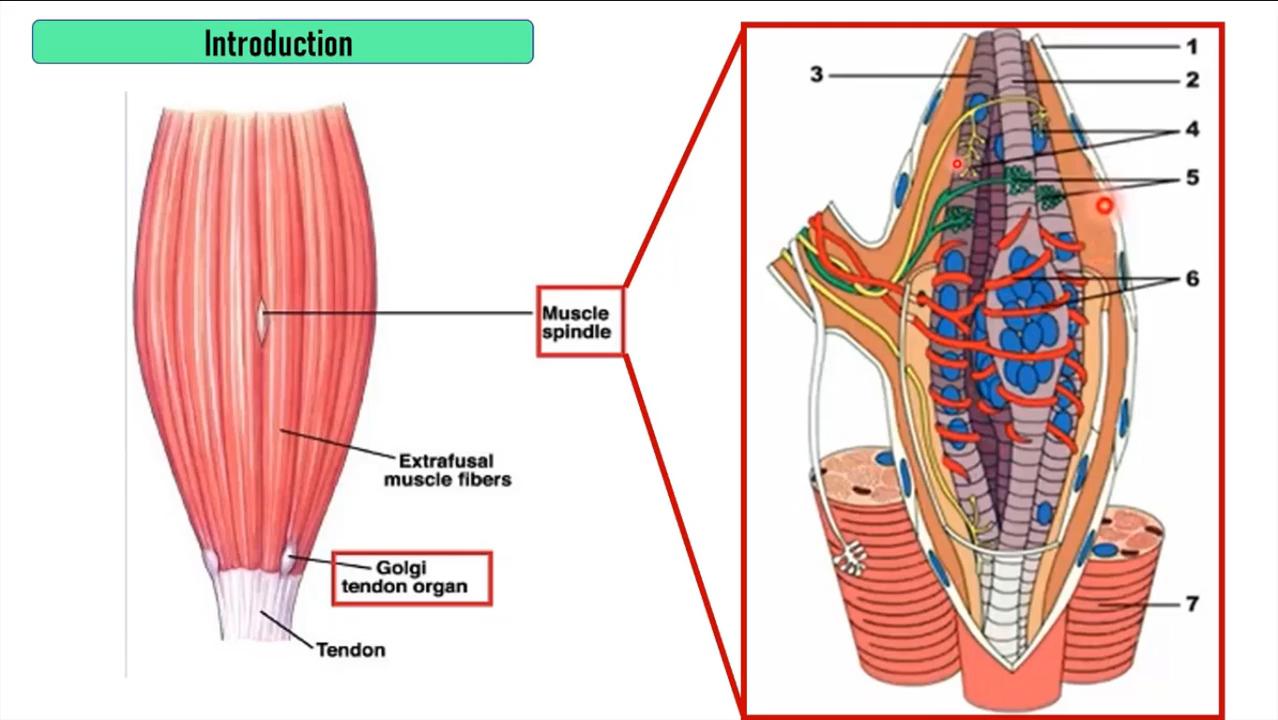 Introduction
Muscle
spindle
Extrafusal
muscle fibers
Golgi
tendon organ
Tendon
1
3
2
4
5
6
7